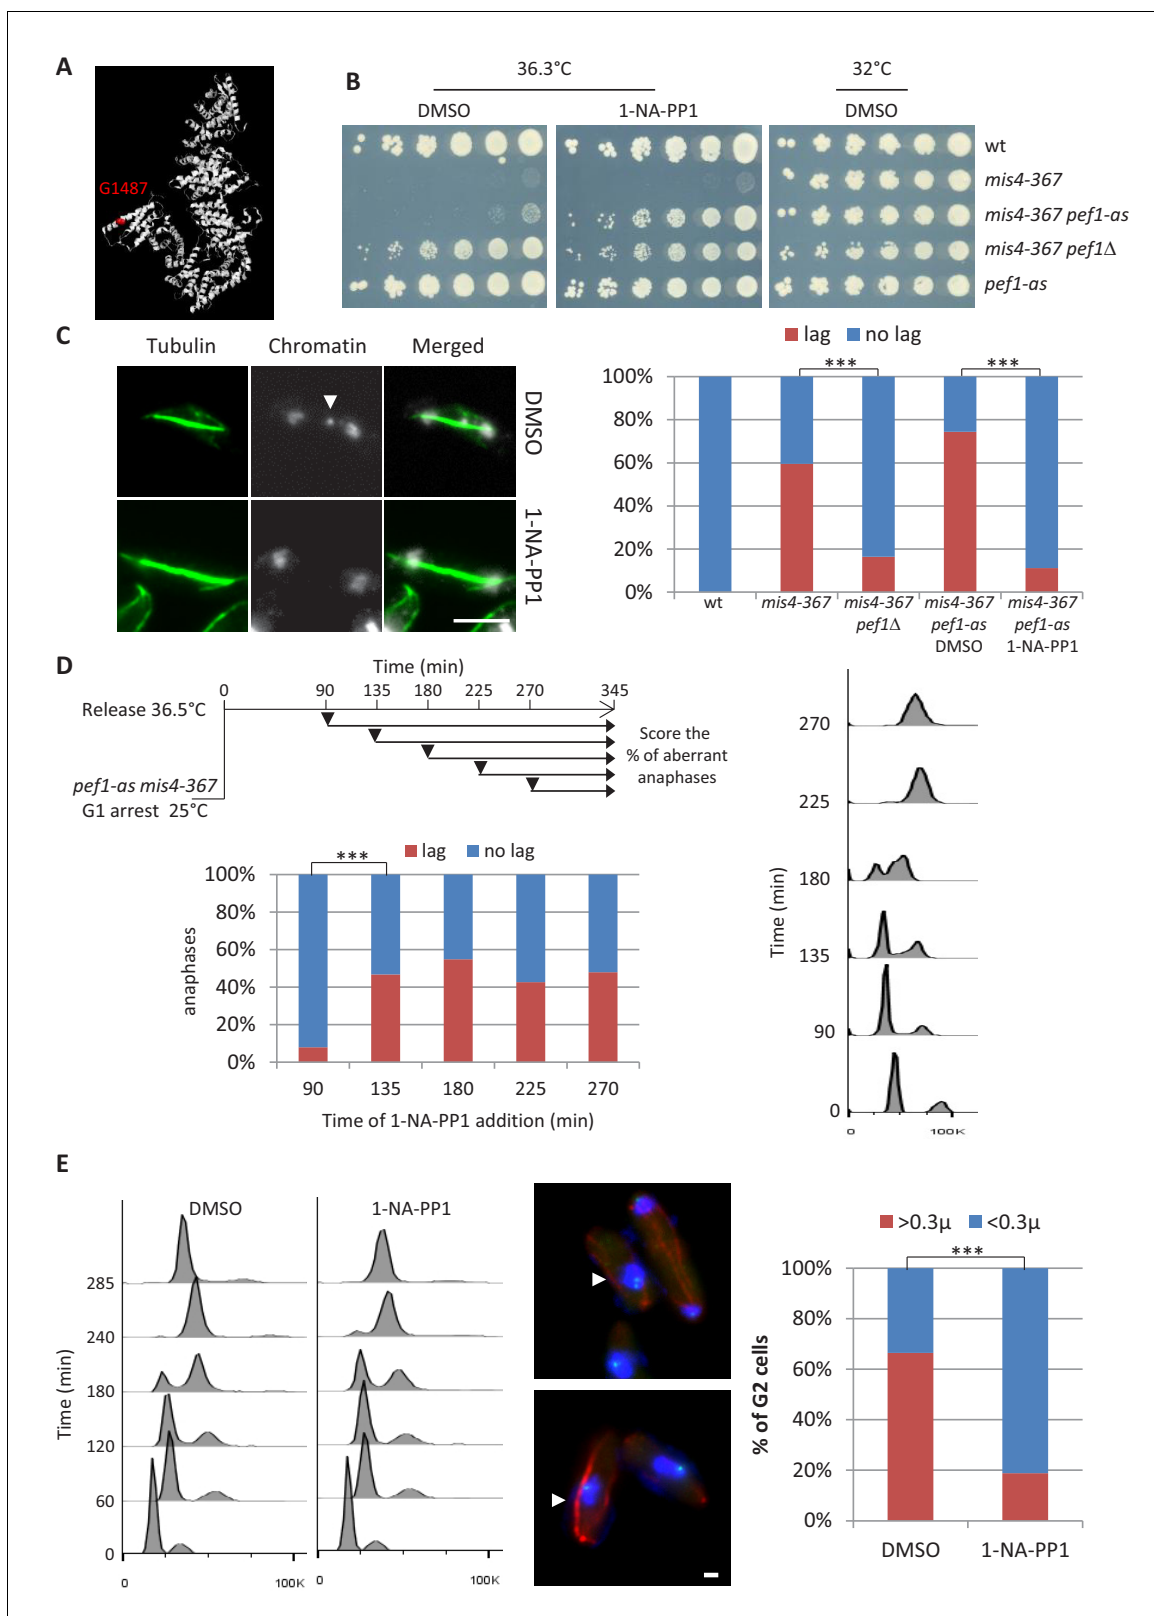 A
G1487
B
36.3°C
32°C
DMSO
1-NA-PP1
DMSO
wt
mis4-367
mis4-367 pef1-as
mis4-367 pef1Δ
pef1-as
C
Tubulin
Chromatin
Merged
DMSO
1-NA-PP1
lag
no lag
***
***
100%
80%
60%
40%
20%
0%
wt
mis4-367
mis4-367
pef1Δ
mis4-367
pef1-as
DMSO
mis4-367
pef1-as
1-NA-PP1
D
Time (min)
0
90
135
180
225
270
345
Release 36.5°C
pef1-as mis4-367
G1 arrest 25°C
Score the
% of aberrant
anaphases
lag
no lag
***
100%
80%
60%
40%
20%
0%
anaphases
90
135
180
225
270
Time of 1-NA-PP1 addition (min)
Time (min)
270
225
180
135
90
0
0
100K
E
DMSO
1-NA-PP1
Time (min)
285
240
180
120
60
0
0
100K
0
100K
>0.3µ
<0.3µ
***
% of G2 cells
100%
80%
60%
40%
20%
0%
DMSO
1-NA-PP1